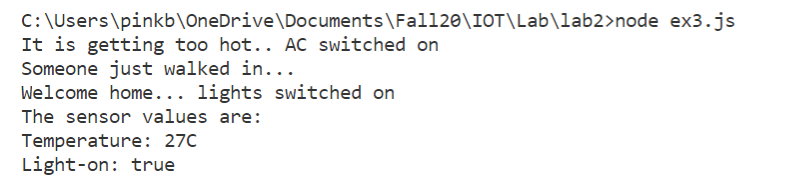 C:\Users\pinkb\OneDrive\Documents\Fall20\IOT\Lab\lab2>node ex3.js
It is getting too hot.. AC switched on
Someone just walked in...
Welcome home... lights switched on
The sensor values are:
Temperature: 27C
Light-on: true